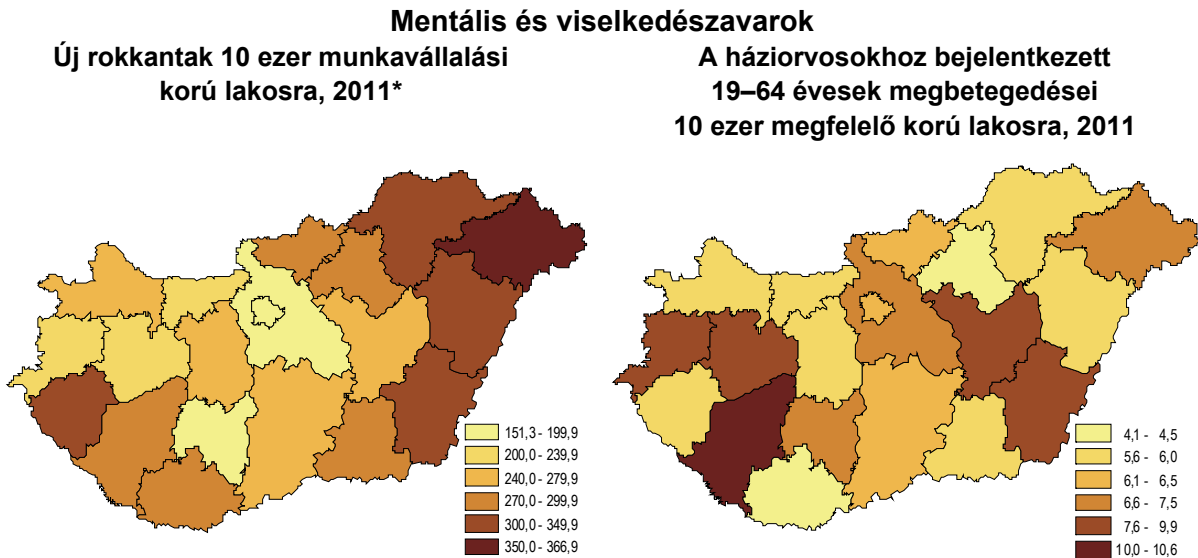 Mentális és viselkedészavarok
Új rokkantak 10 ezer munkavállalási
korú lakosra, 2011*
A háziorvosokhoz bejelentkezett
19–64 évesek megbetegedései
10 ezer megfelelő korú lakosra, 2011
151,3 - 199,9
200,0 - 239,9
240,0 - 279,9
270,0 - 299,9
300,0 - 349,9
350,0 - 366,9
4,1 - 4,5
5,6 - 6,0
6,1 - 6,5
6,6 - 7,5
7,6 - 9,9
10,0 - 10,6